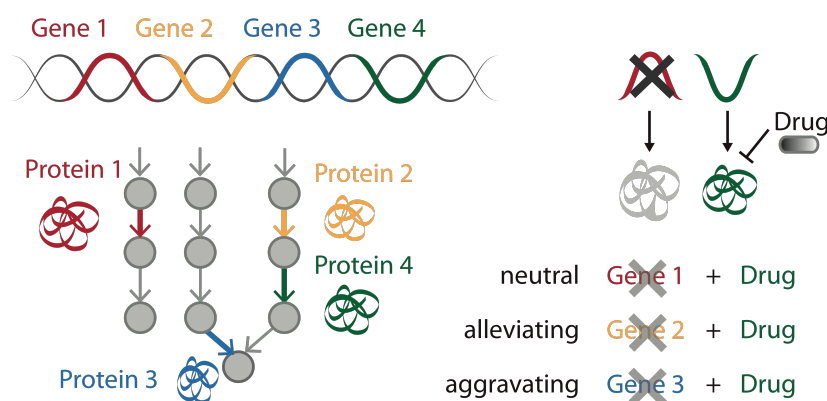 Gene 1 Gene 2 Gene 3 Gene 4
Protein 1
Protein 2
Protein 4
Protein 3
Drug
neutral Gene 1 + Drug
alleviating Gene 2 + Drug
aggravating Gene 3 + Drug